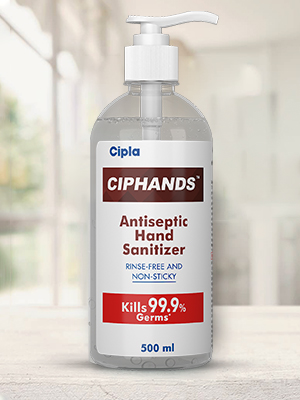 Cipla
CIPHANDS™
Antiseptic
Hand
Sanitizer
RINSE-FREE AND
NON-STICKY
Kills 99.9%
Germs*
500 ml